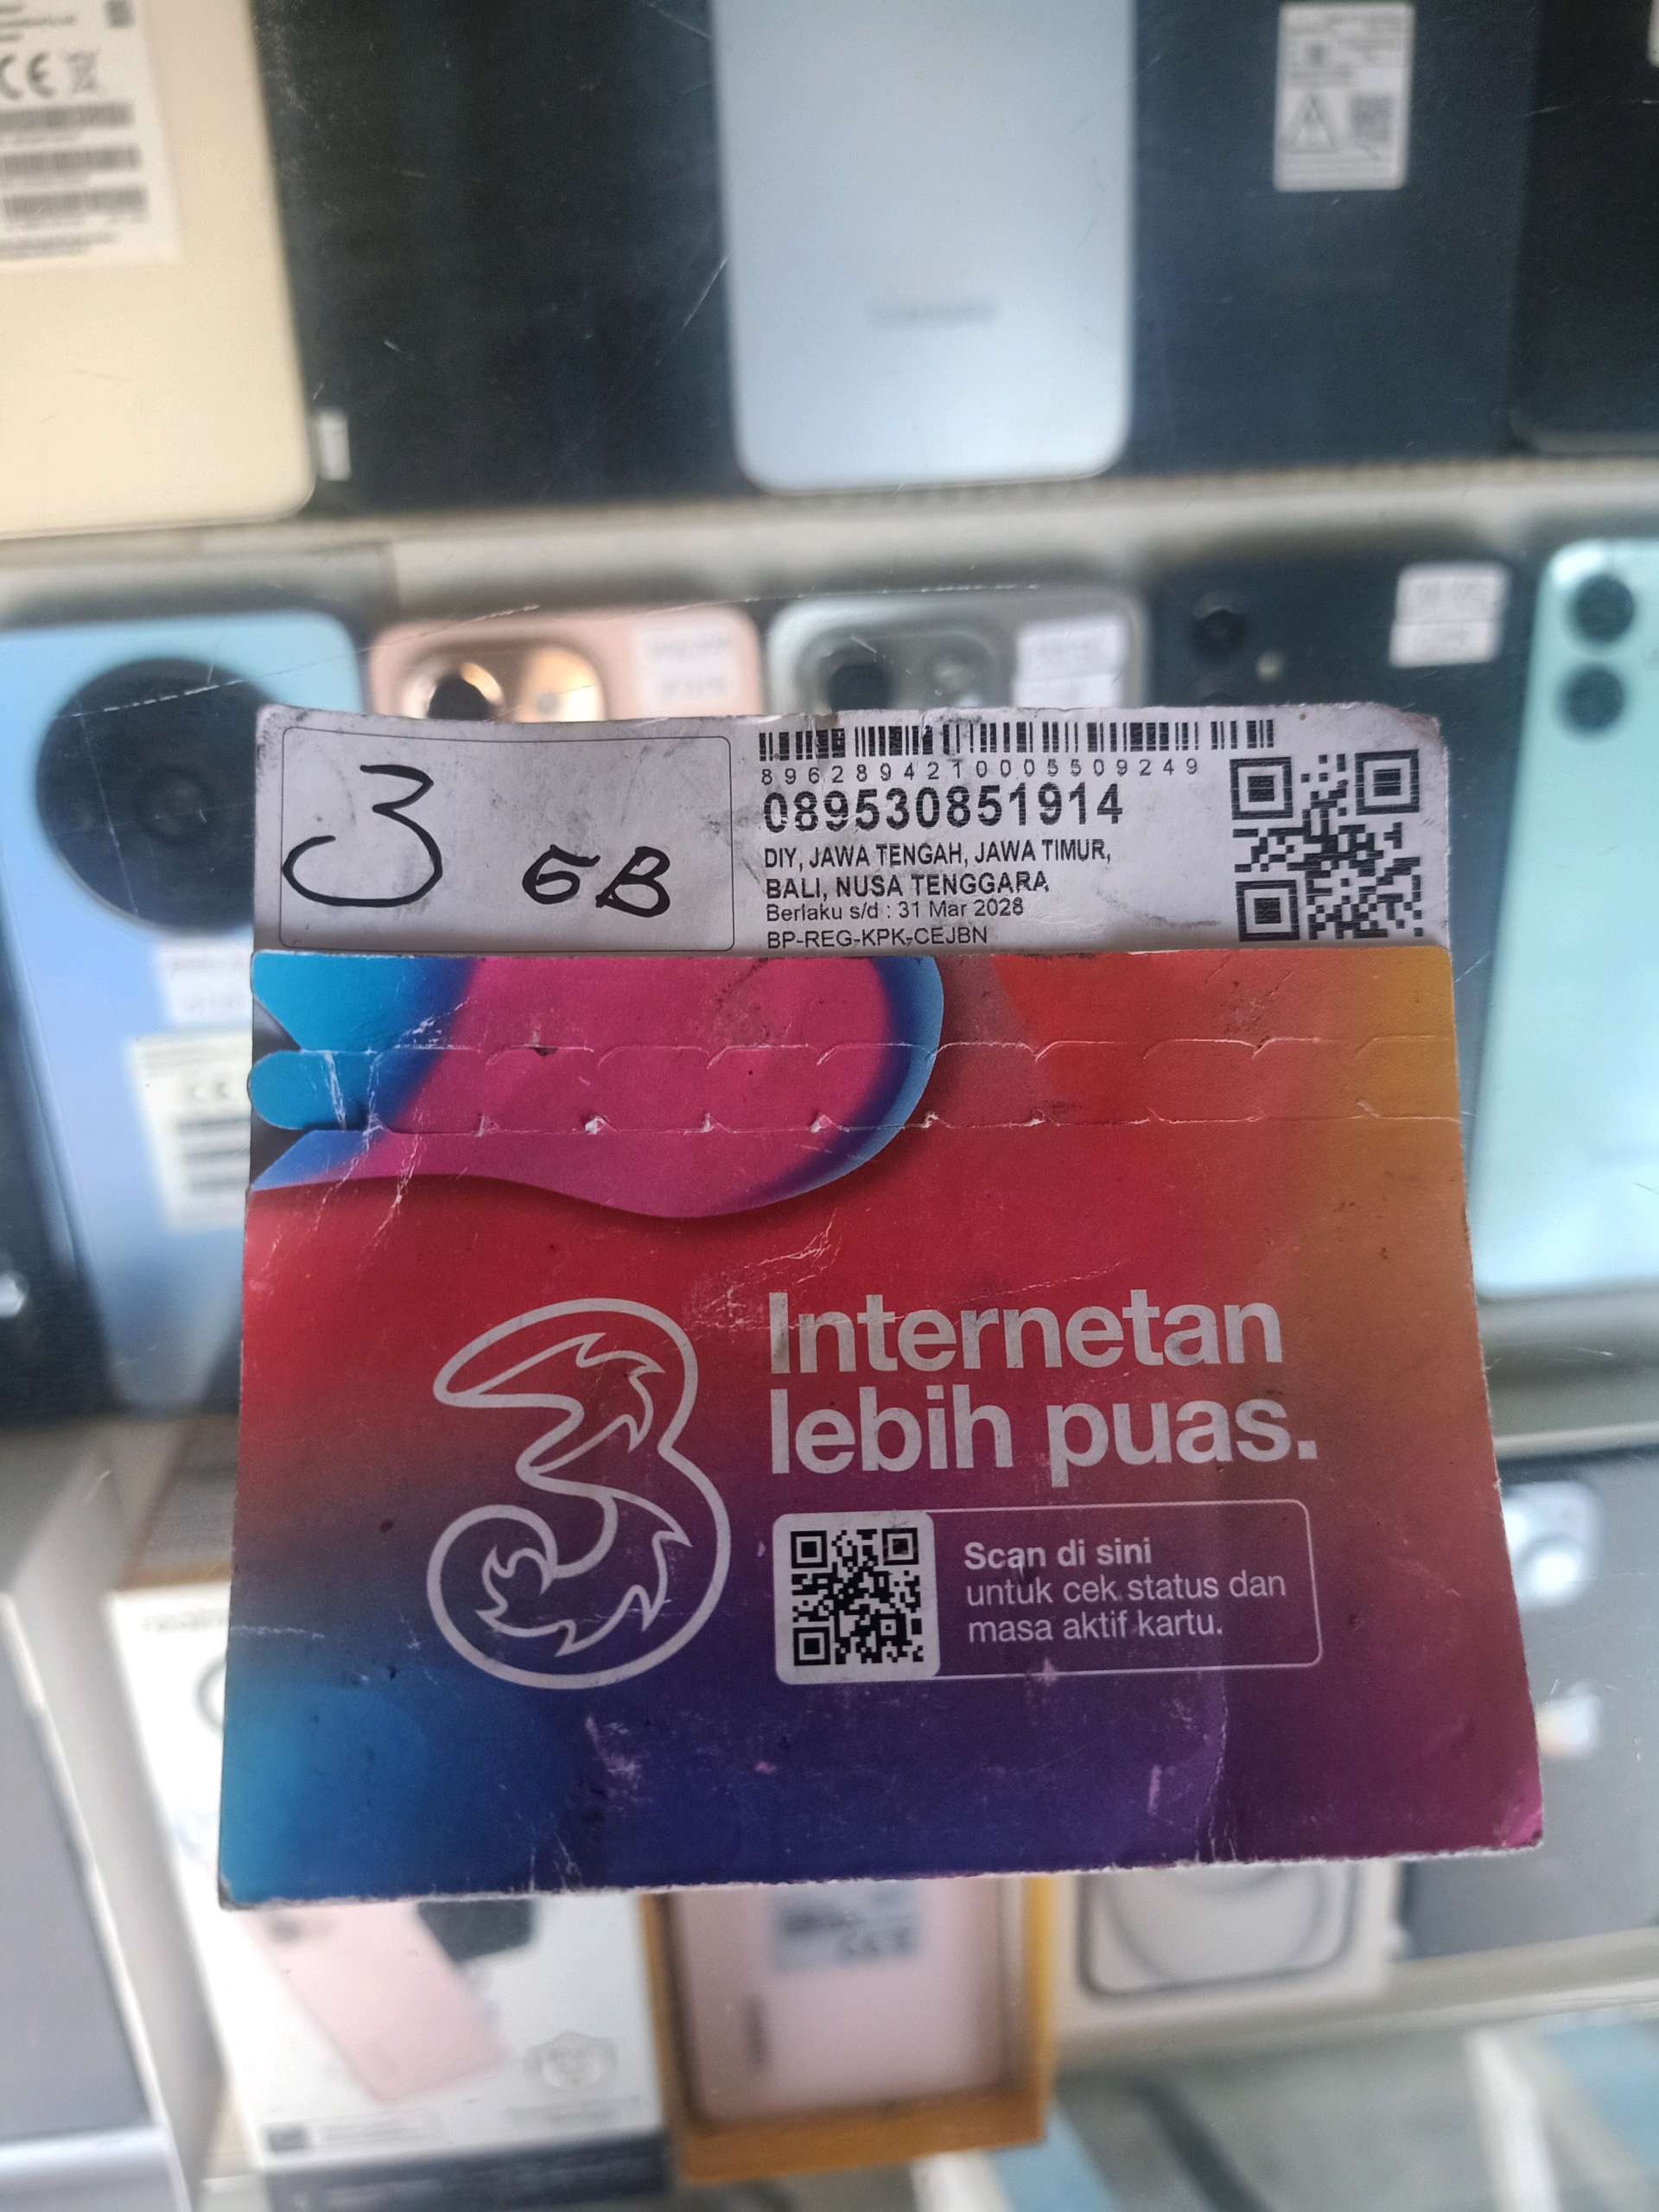 3 GB
8962894210005509249
089530851914
DIY, JAWA TENGAH, JAWA TIMUR,
BALI, NUSA TENGGARA
Berlaku s/d : 31 Mar 2028
BP-REG-KPK-CEJBN
3
Internetan
lebih puas.
Scan di sini
untuk cek status dan
masa aktif kartu.